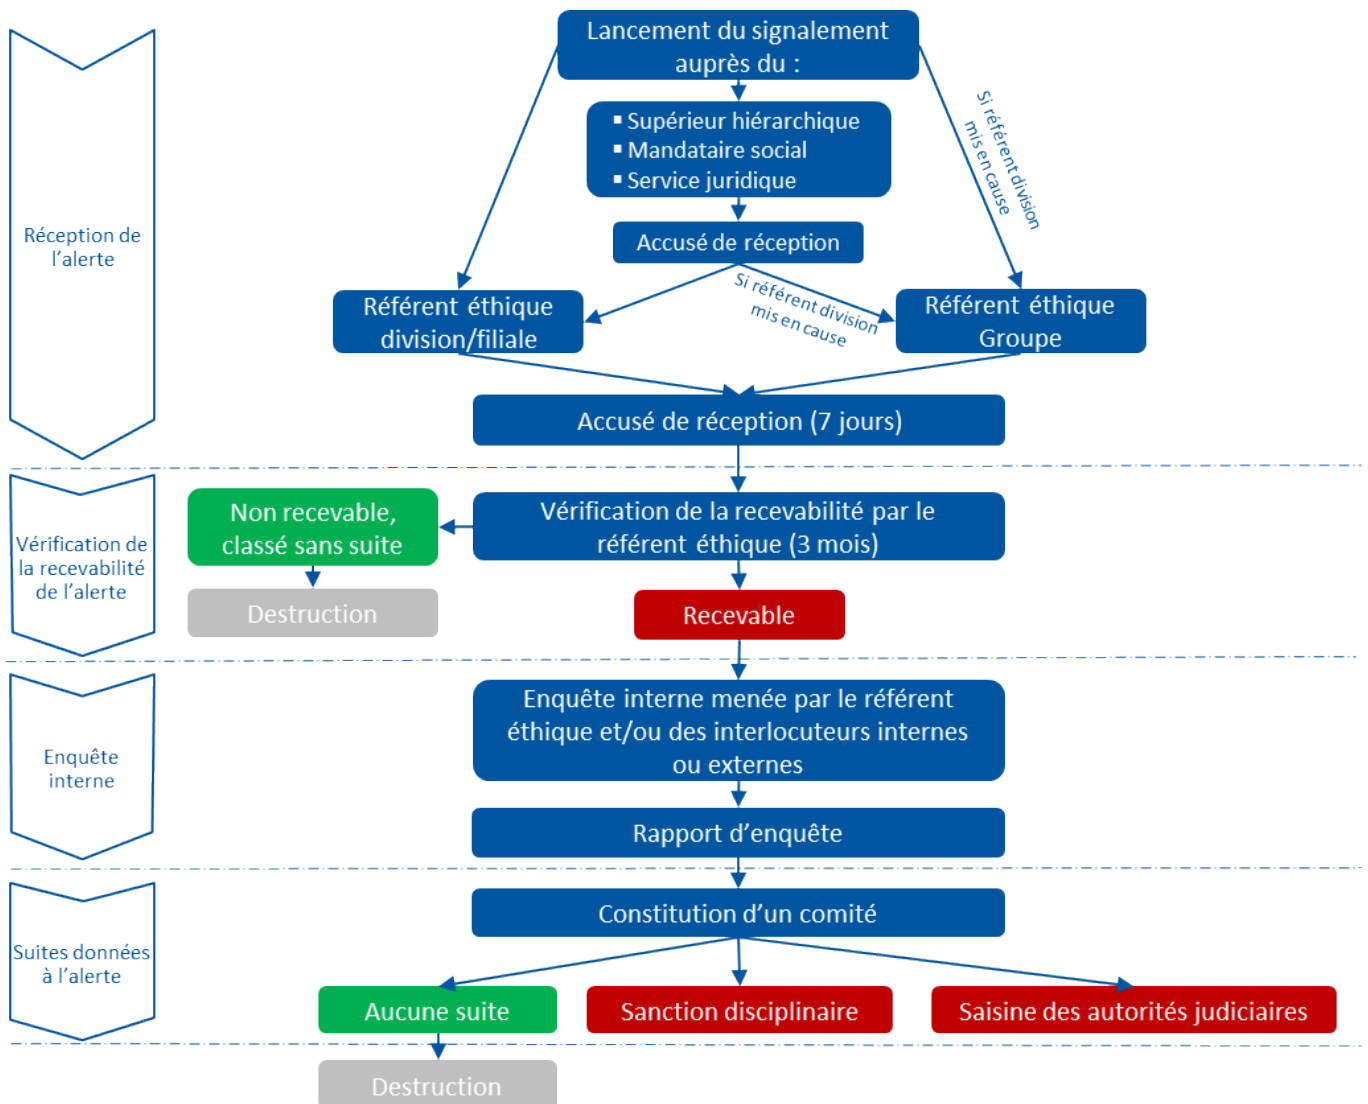 Lancement du signalement
auprès du :
▪ Supérieur hiérarchique
▪ Mandataire social
▪ Service juridique
Si référent division
mis en cause
Réception de
l'alerte
Accusé de réception
Si référent division
mis en cause
Référent éthique
division/filiale
Référent éthique
Groupe
Accusé de réception (7 jours)
Vérification de
la recevabilité
de l'alerte
Non recevable,
classé sans suite
Vérification de la recevabilité par le
référent éthique (3 mois)
Destruction
Recevable
Enquête
interne
Enquête interne menée par le référent
éthique et/ou des interlocuteurs internes
ou externes
Rapport d'enquête
Suites données
à l'alerte
Constitution d'un comité
Aucune suite
Sanction disciplinaire
Saisine des autorités judiciaires
Destruction